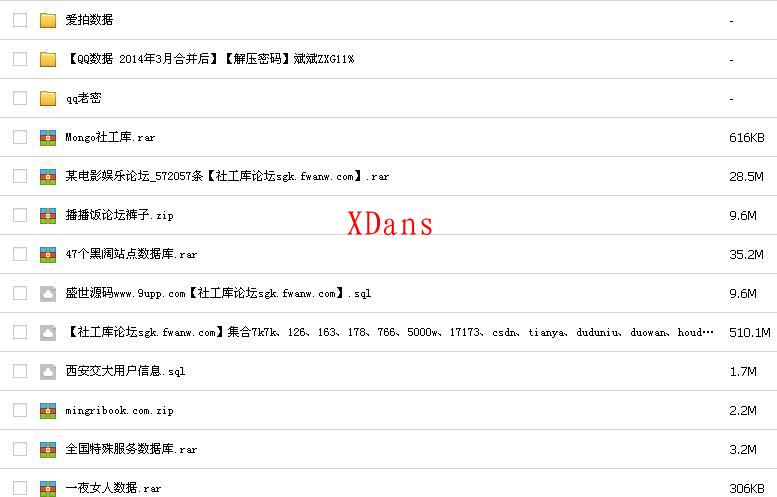 爱拍数据 -
【QQ数据 2014年3月合并后】【解压密码】斌斌ZXG11% -
qq老密 -
Mongo社工库.rar 616KB
某电影娱乐论坛_572057条【社工库论坛sgk.fwanw.com】.rar 28.5M
播播饭论坛裤子.zip 9.6M
XDans
47个黑阔站点数据库.rar 35.2M
盛世源码www.9upp.com【社工库论坛sgk.fwanw.com】.sql 9.6M
【社工库论坛sgk.fwanw.com】集合7k7k、126、163、178、766、5000w、17173、csdn、tianya、duduniu、duowan、houd… 510.1M
西安交大用户信息.sql 1.7M
mingribook.com.zip 2.2M
全国特殊服务数据库.rar 3.2M
一夜女人数据.rar 306KB